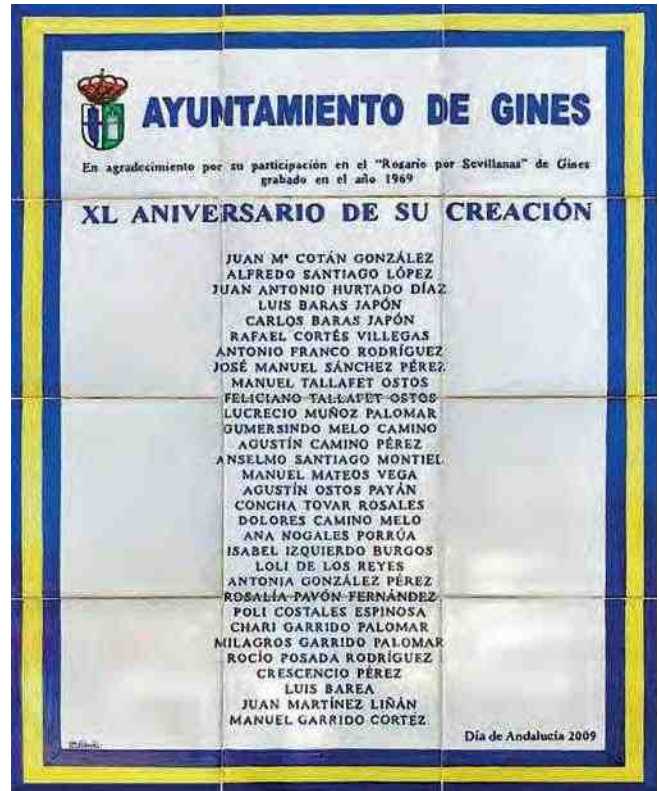 AYUNTAMIENTO DE GINES
En agradecimiento por su participación en el "Rosario por Sevillanas" de Gines
grabado en el año 1969
XL ANIVERSARIO DE SU CREACIÓN
JUAN Mª COTÁN GONZÁLEZ
ALFREDO SANTIAGO LÓPEZ
JUAN ANTONIO HURTADO DÍAZ
LUIS BARAS JAPÓN
CARLOS BARAS JAPÓN
RAFAEL CORTÉS VILLEGAS
ANTONIO FRANCO RODRÍGUEZ
JOSÉ MANUEL SÁNCHEZ PÉREZ
MANUEL TALLAFET OSTOS
FELICIANO TALLAFET OSTOS
LUCRECIO MUÑOZ PALOMAR
GUMERSINDO MELO CAMINO
AGUSTÍN CAMINO PÉREZ
ANSELMO SANTIAGO MONTIEL
MANUEL MATEOS VEGA
AGUSTÍN OSTOS PAYÁN
CONCHA TOVAR ROSALES
DOLORES CAMINO MELO
ANA NOGALES PORRÚA
ISABEL IZQUIERDO BURGOS
LOLI DE LOS REYES
ANTONIA GONZÁLEZ PÉREZ
ROSALÍA PAVÓN FERNÁNDEZ
POLI COSTALES ESPINOSA
CHARI GARRIDO PALOMAR
MILAGROS GARRIDO PALOMAR
ROCÍO POSADA RODRÍGUEZ
CRESCENCIO PÉREZ
LUIS BAREA
JUAN MARTÍNEZ LIÑÁN
MANUEL GARRIDO CORTÉZ
Día de Andalucía 2009